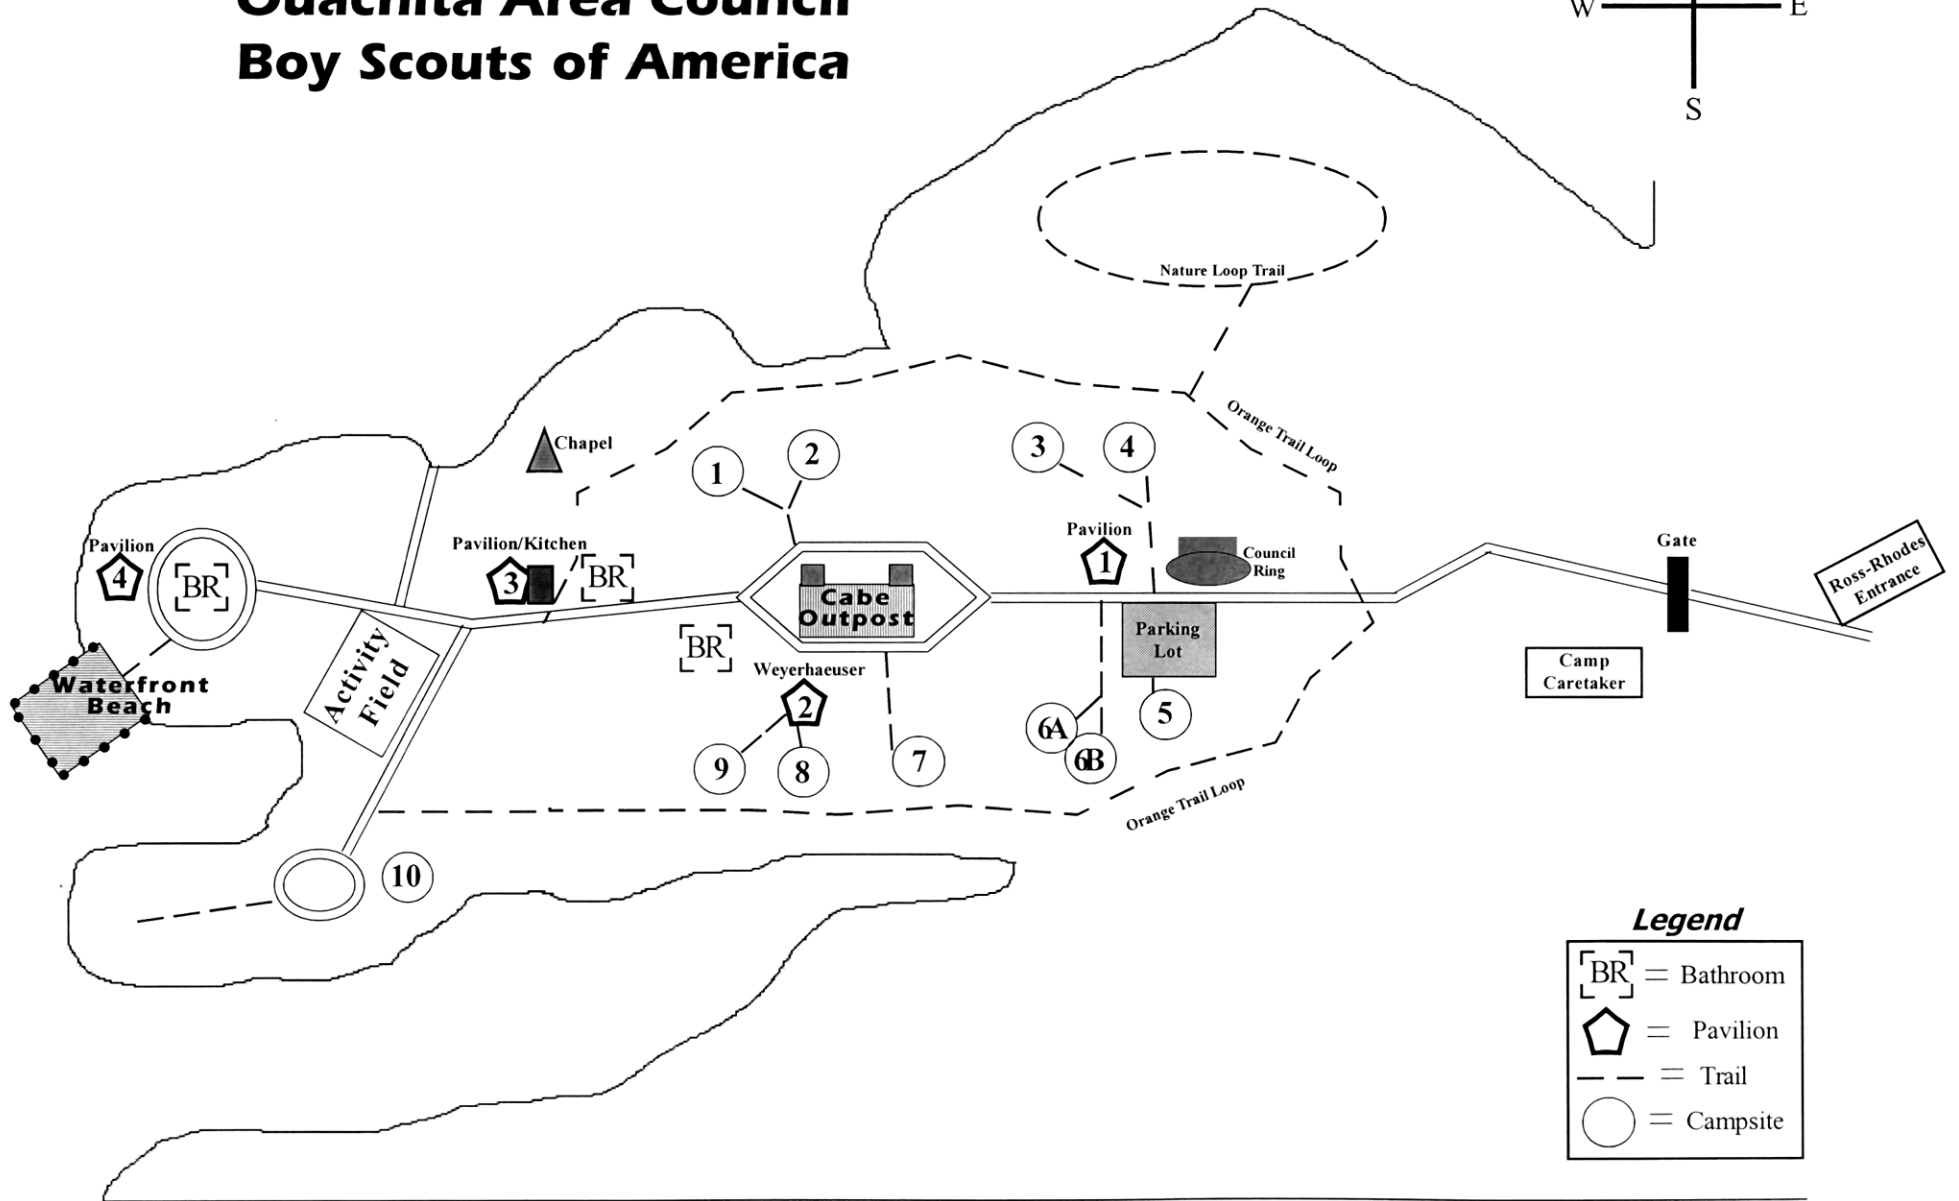 Ouachita Area Council
Boy Scouts of America
W E
S
Nature Loop Trail
Orange Trail Loop
Chapel
1
2
3
4
Pavilion
4
BR
Pavilion/Kitchen
3
BR
Cabe
Outpost
Pavilion
1
Council
Ring
Gate
Ross-Rhodes
Entrance
Parking
Lot
Camp
Caretaker
BR
Weyerhaeuser
2
Activity
Field
Waterfront
Beach
9
8
7
6A
6B
5
Orange Trail Loop
10
Legend
BR = Bathroom
= Pavilion
= Trail
= Campsite